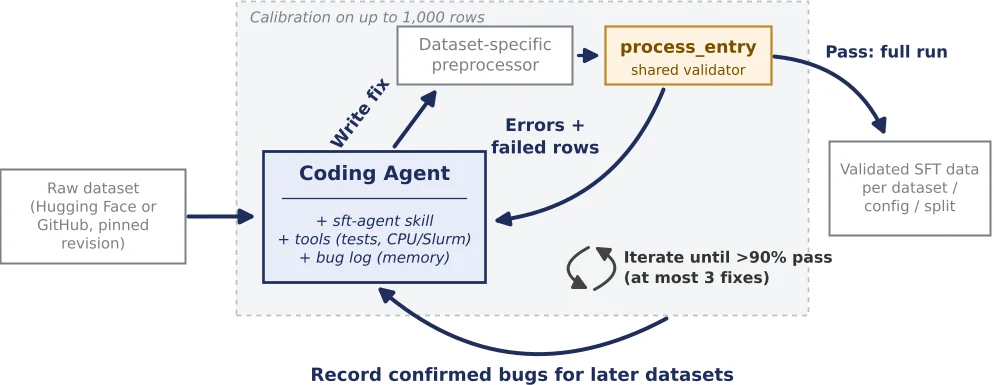 Calibration on up to 1,000 rows
Dataset-specific
preprocessor
process_entry
shared validator
Pass: full run
Write fix
Errors +
failed rows
Coding Agent
+ sft-agent skill
+ tools (tests, CPU/Slurm)
+ bug log (memory)
Raw dataset
(Hugging Face or
GitHub, pinned
revision)
Validated SFT data
per dataset /
config / split
Iterate until >90% pass
(at most 3 fixes)
Record confirmed bugs for later datasets